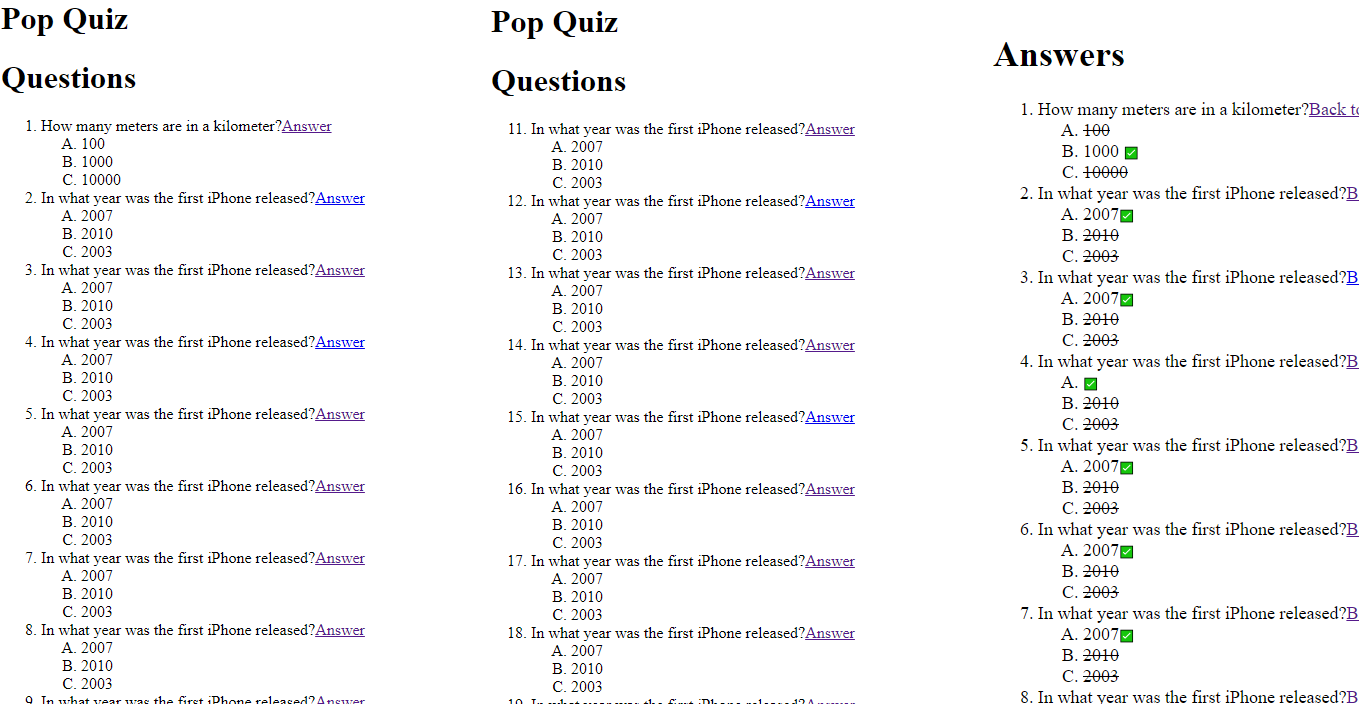 Pop Quiz
Questions
1. How many meters are in a kilometer?Answer
A. 100
B. 1000
C. 10000
2. In what year was the first iPhone released?Answer
A. 2007
B. 2010
C. 2003
3. In what year was the first iPhone released?Answer
A. 2007
B. 2010
C. 2003
4. In what year was the first iPhone released?Answer
A. 2007
B. 2010
C. 2003
5. In what year was the first iPhone released?Answer
A. 2007
B. 2010
C. 2003
6. In what year was the first iPhone released?Answer
A. 2007
B. 2010
C. 2003
7. In what year was the first iPhone released?Answer
A. 2007
B. 2010
C. 2003
8. In what year was the first iPhone released?Answer
A. 2007
B. 2010
C. 2003
9. In what year was the first iPhone released?Answer
Pop Quiz
Questions
11. In what year was the first iPhone released?Answer
A. 2007
B. 2010
C. 2003
12. In what year was the first iPhone released?Answer
A. 2007
B. 2010
C. 2003
13. In what year was the first iPhone released?Answer
A. 2007
B. 2010
C. 2003
14. In what year was the first iPhone released?Answer
A. 2007
B. 2010
C. 2003
15. In what year was the first iPhone released?Answer
A. 2007
B. 2010
C. 2003
16. In what year was the first iPhone released?Answer
A. 2007
B. 2010
C. 2003
17. In what year was the first iPhone released?Answer
A. 2007
B. 2010
C. 2003
18. In what year was the first iPhone released?Answer
A. 2007
B. 2010
C. 2003
19. In what year was the first iPhone released?Answer
Answers
1. How many meters are in a kilometer?Back to
A. 100
B. 1000 ✅
C. 10000
2. In what year was the first iPhone released?B
A. 2007✅
B. 2010
C. 2003
3. In what year was the first iPhone released?B
A. 2007✅
B. 2010
C. 2003
4. In what year was the first iPhone released?B
A. ✅
B. 2010
C. 2003
5. In what year was the first iPhone released?B
A. 2007✅
B. 2010
C. 2003
6. In what year was the first iPhone released?B
A. 2007✅
B. 2010
C. 2003
7. In what year was the first iPhone released?B
A. 2007✅
B. 2010
C. 2003
8. In what year was the first iPhone released?B